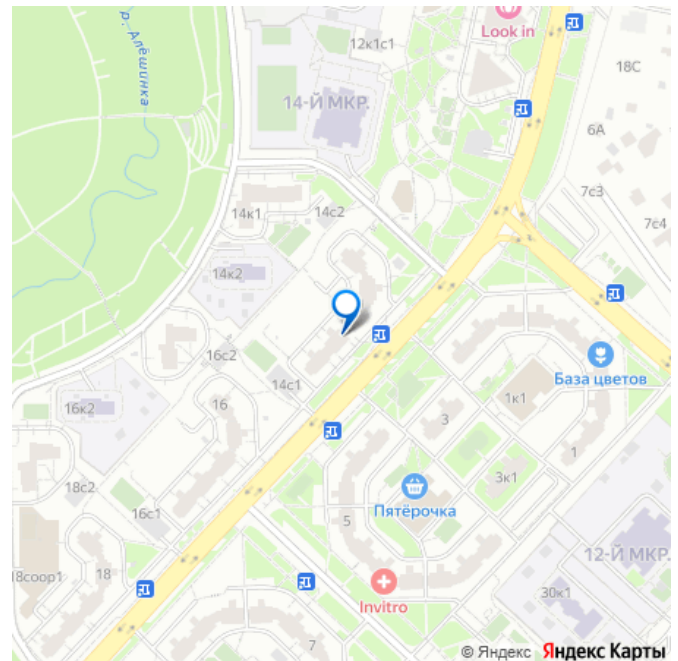 Look in
12к1с1
18С
р. Алёшинка
14-Й МКР.
6А
7с3
7с4
14к1
14с2
14к2
16с2
14с1
База цветов
1к1
16к2
16
3
1
3к1
18с2
16с1
Пятёрочка
5
12-Й МКР.
18соор1
18
Invitro
30к1
7
© Яндекс Яндекс Карты